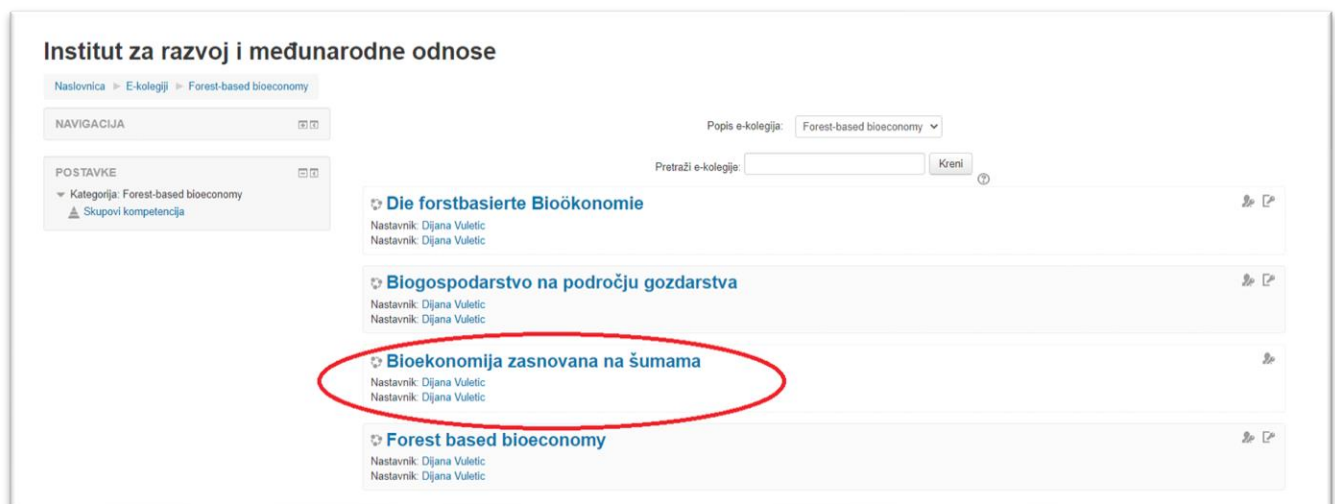 Institut za razvoj i međunarodne odnose
Naslovnica ► E-kolegiji ► Forest-based bioeconomy
NAVIGACIJA
POSTAVKE
Kategorija: Forest-based bioeconomy
Skupovi kompetencija
Popis e-kolegija: Forest-based bioeconomy
Pretraži e-kolegije: Kreni
Die forstbasierte Bioökonomie
Nastavnik: Dijana Vuletic
Nastavnik: Dijana Vuletic
Biogospodarstvo na področju gozdarstva
Nastavnik: Dijana Vuletic
Nastavnik: Dijana Vuletic
Bioekonomija zasnovana na šumama
Nastavnik: Dijana Vuletic
Nastavnik: Dijana Vuletic
Forest based bioeconomy
Nastavnik: Dijana Vuletic
Nastavnik: Dijana Vuletic